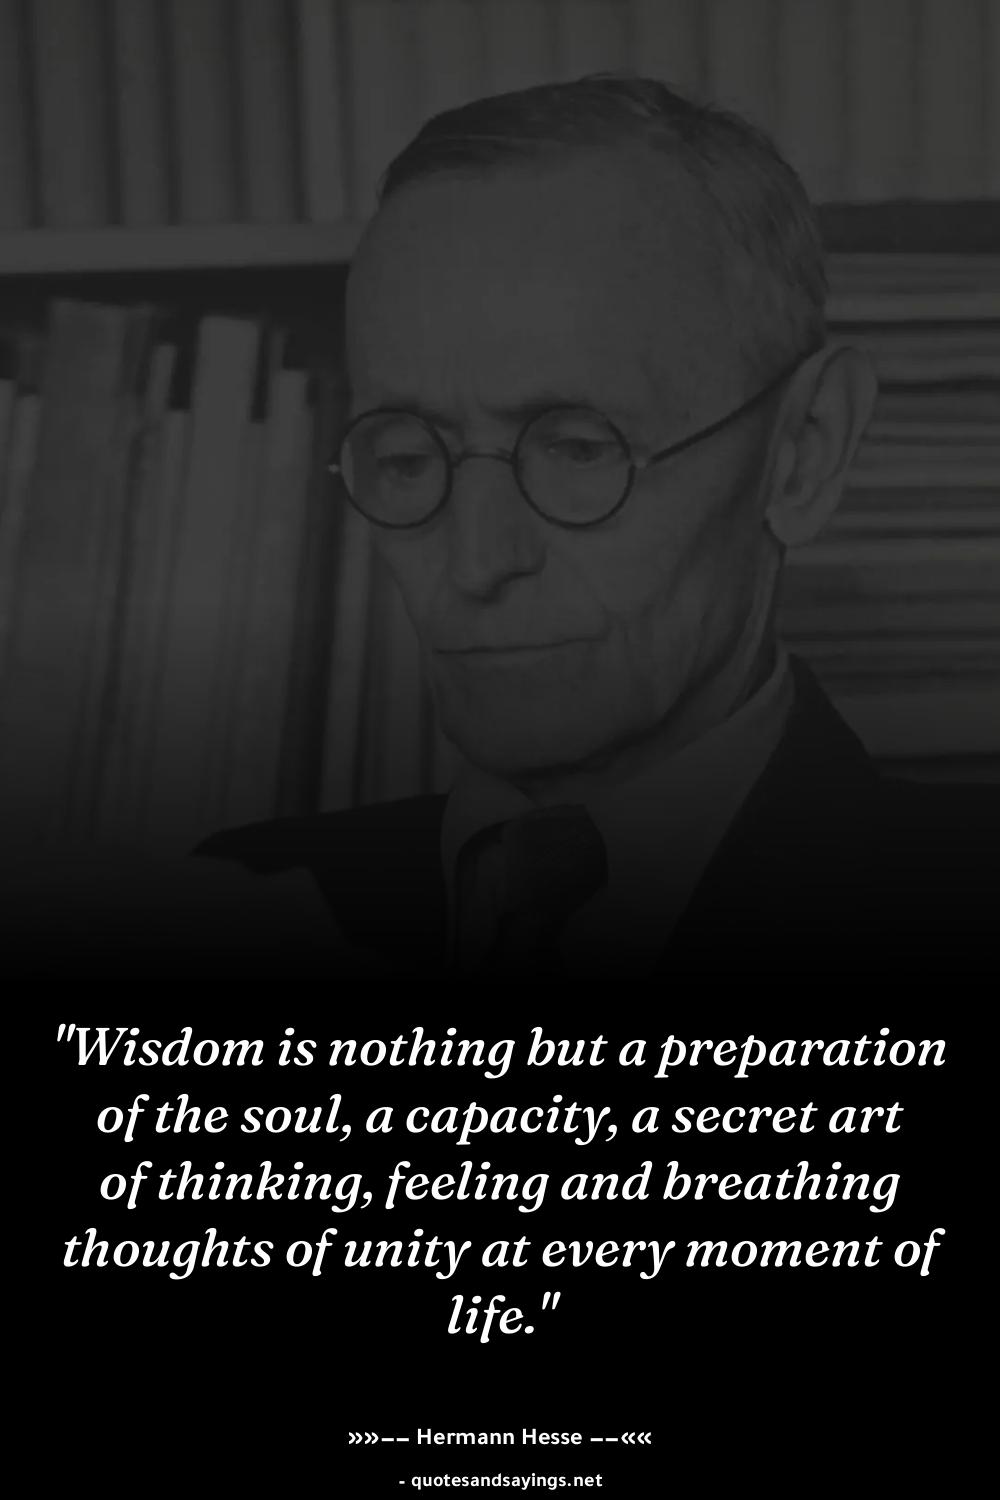 "Wisdom is nothing but a preparation
of the soul, a capacity, a secret art
of thinking, feeling and breathing
thoughts of unity at every moment of
life."
»»−− Hermann Hesse −−««
- quotesandsayings.net